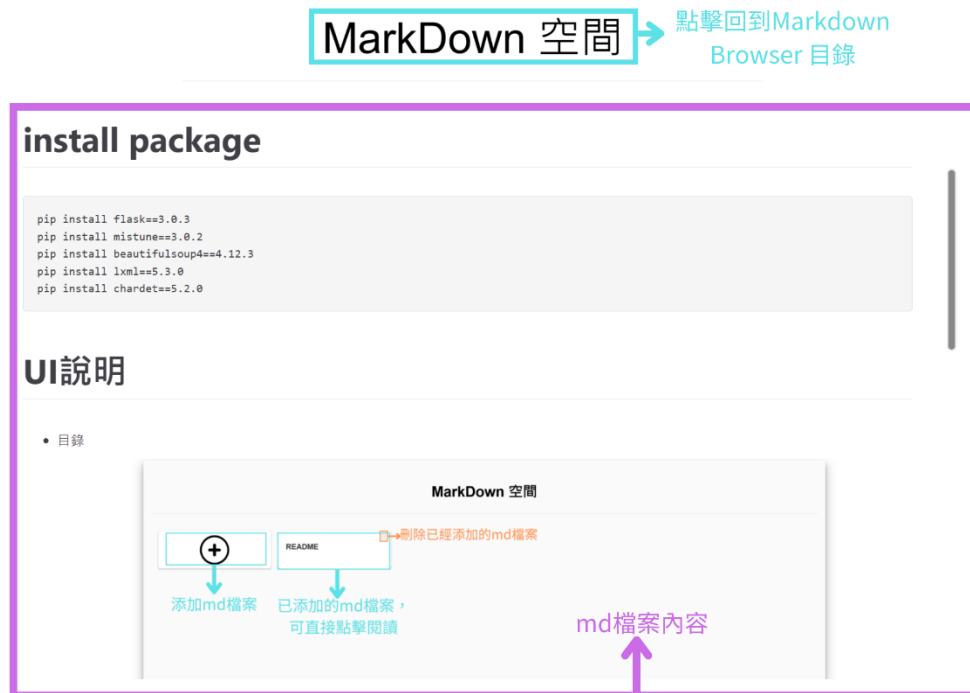 MarkDown 空間
點擊回到Markdown
Browser 目錄
install package
pip install flask==3.0.3
pip install mistune==3.0.2
pip install beautifulsoup4==4.12.3
pip install lxml==5.3.0
pip install chardet==5.2.0
UI說明
目錄
MarkDown 空間
刪除已經添加的md檔案
README
添加md檔案
已添加的md檔案，
可直接點擊閱讀
md檔案內容